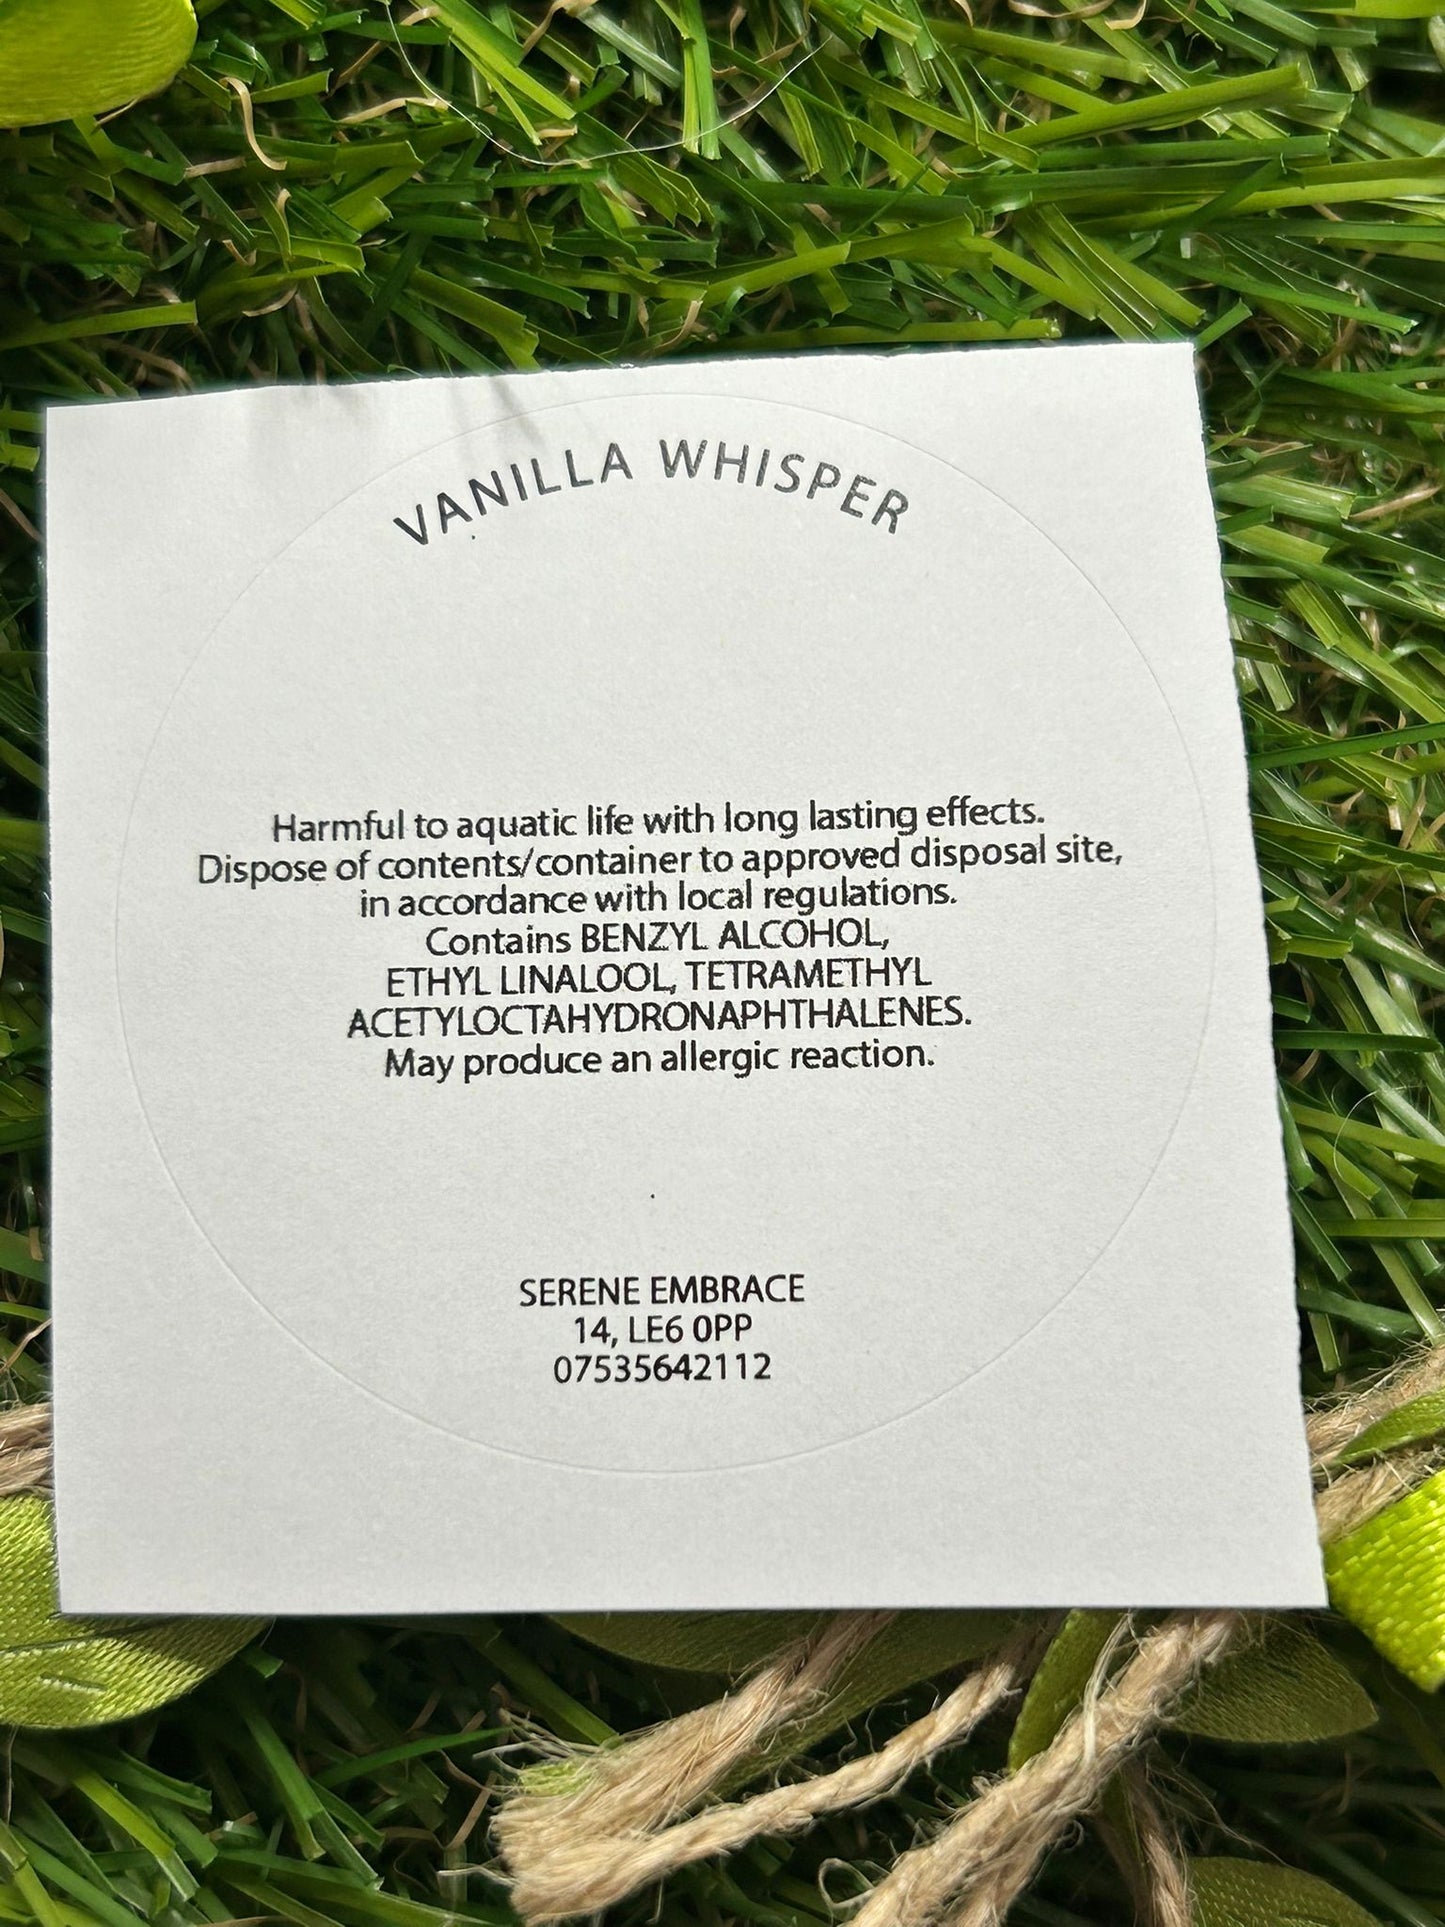 VANILLA WHISPER
Harmful to aquatic life with long lasting effects.
Dispose of contents/container to approved disposal site,
in accordance with local regulations.
Contains BENZYL ALCOHOL,
ETHYL LINALOOL, TETRAMETHYL
ACETYLOCTAHYDRONAPHTHALENES.
May produce an allergic reaction.
SERENE EMBRACE
14, LE6 0PP
07535642112